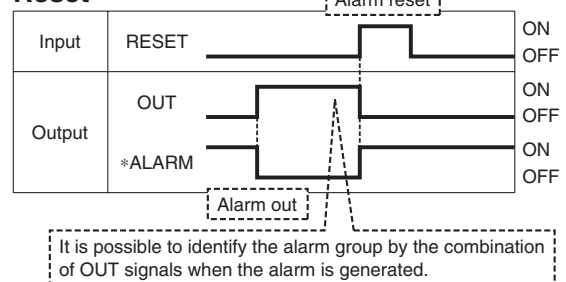 Reset
Alarm reset
Input RESET ON
OFF
Output OUT ON
OFF
∗ALARM ON
OFF
Alarm out
It is possible to identify the alarm group by the combination
of OUT signals when the alarm is generated.